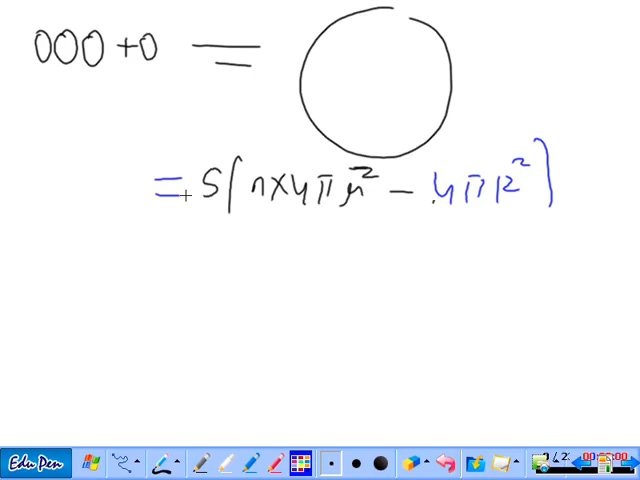 000 + 0 =
= S(n×4πr² − 4πR²)
Edu Pen